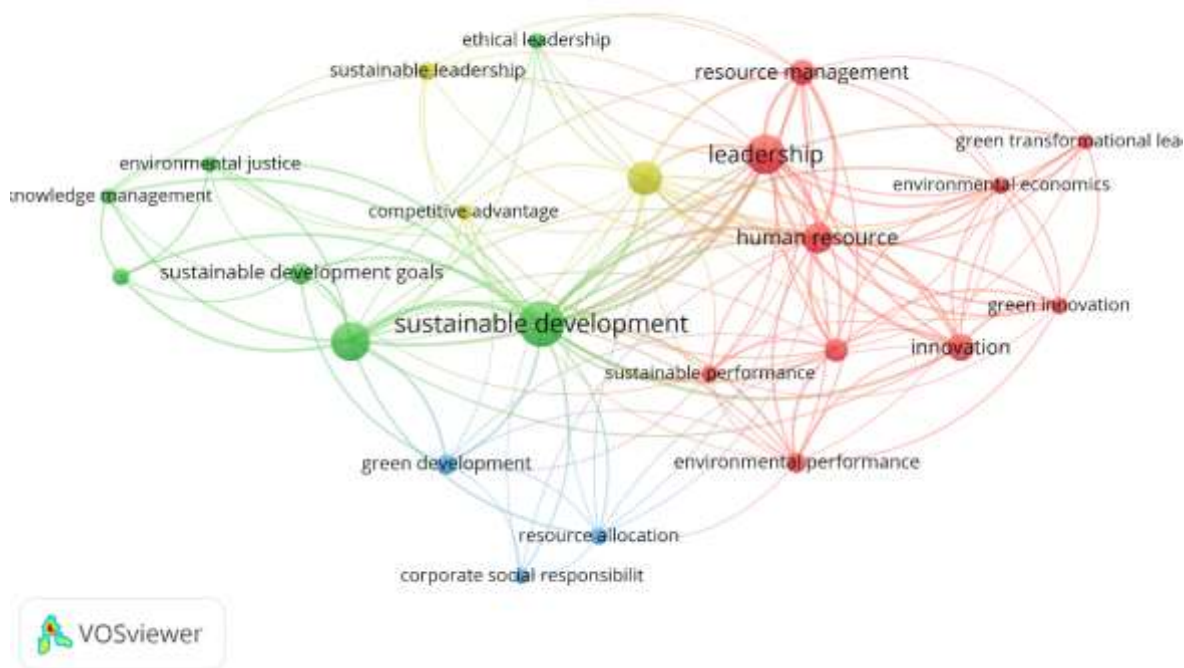 ethical leadership
sustainable leadership
resource management
green transformational lea
leadership
environmental justice
environmental economics
knowledge management
competitive advantage
human resource
sustainable development goals
green innovation
sustainable development
innovation
sustainable performance
green development
environmental performance
resource allocation
corporate social responsibilit
VOSviewer